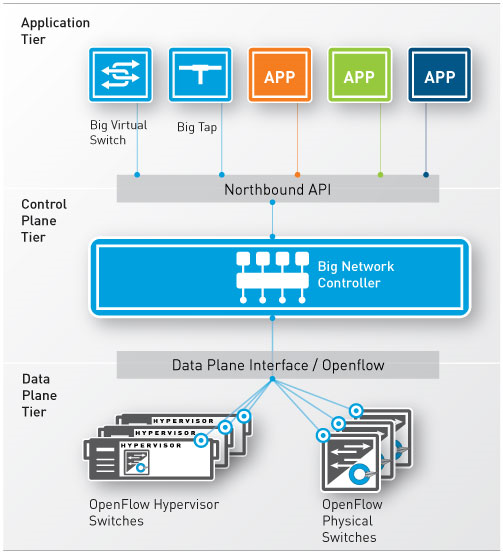 Application
Tier
APP
APP
APP
Big Virtual
Switch
Big Tap
Northbound API
Control
Plane
Tier
Big Network
Controller
Data Plane Interface / Openflow
Data
Plane
Tier
HYPERVISOR
HYPERVISOR
HYPERVISOR
OpenFlow Hypervisor
Switches
OpenFlow
Physical
Switches